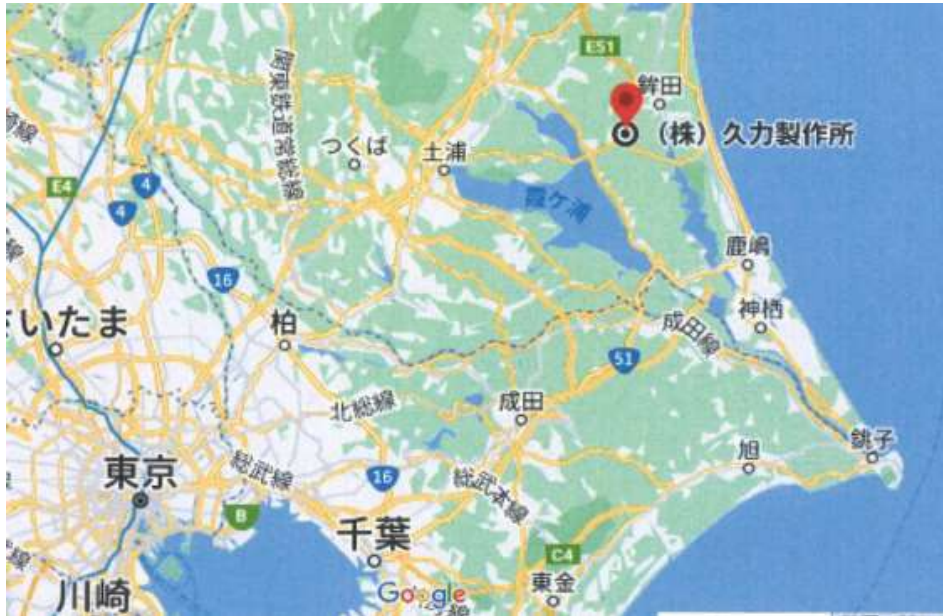 E51
鉾田
(株)久力製作所
関東鉄道常総線
つくば
土浦
霞ケ浦
E4
4
4
16
鹿嶋
神栖
さいたま
柏
成田線
51
北総線
成田
銚子
旭
東京
総武線
16
総武本線
B
千葉
C4
東金
川崎
Google